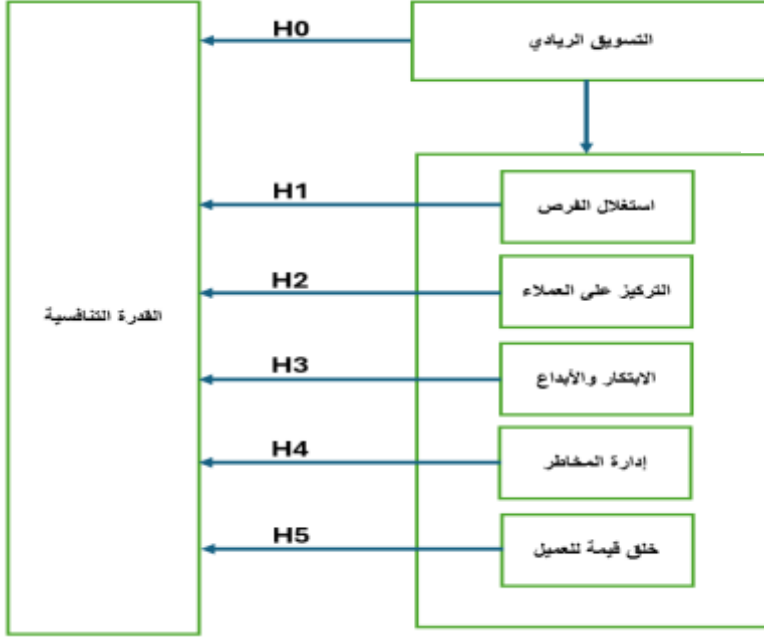 التسويق الريادي
H0
استغلال الفرص
H1
التركيز على العملاء
H2
القدرة التنافسية
الابتكار والأبداع
H3
إدارة المخاطر
H4
خلق قيمة للعميل
H5